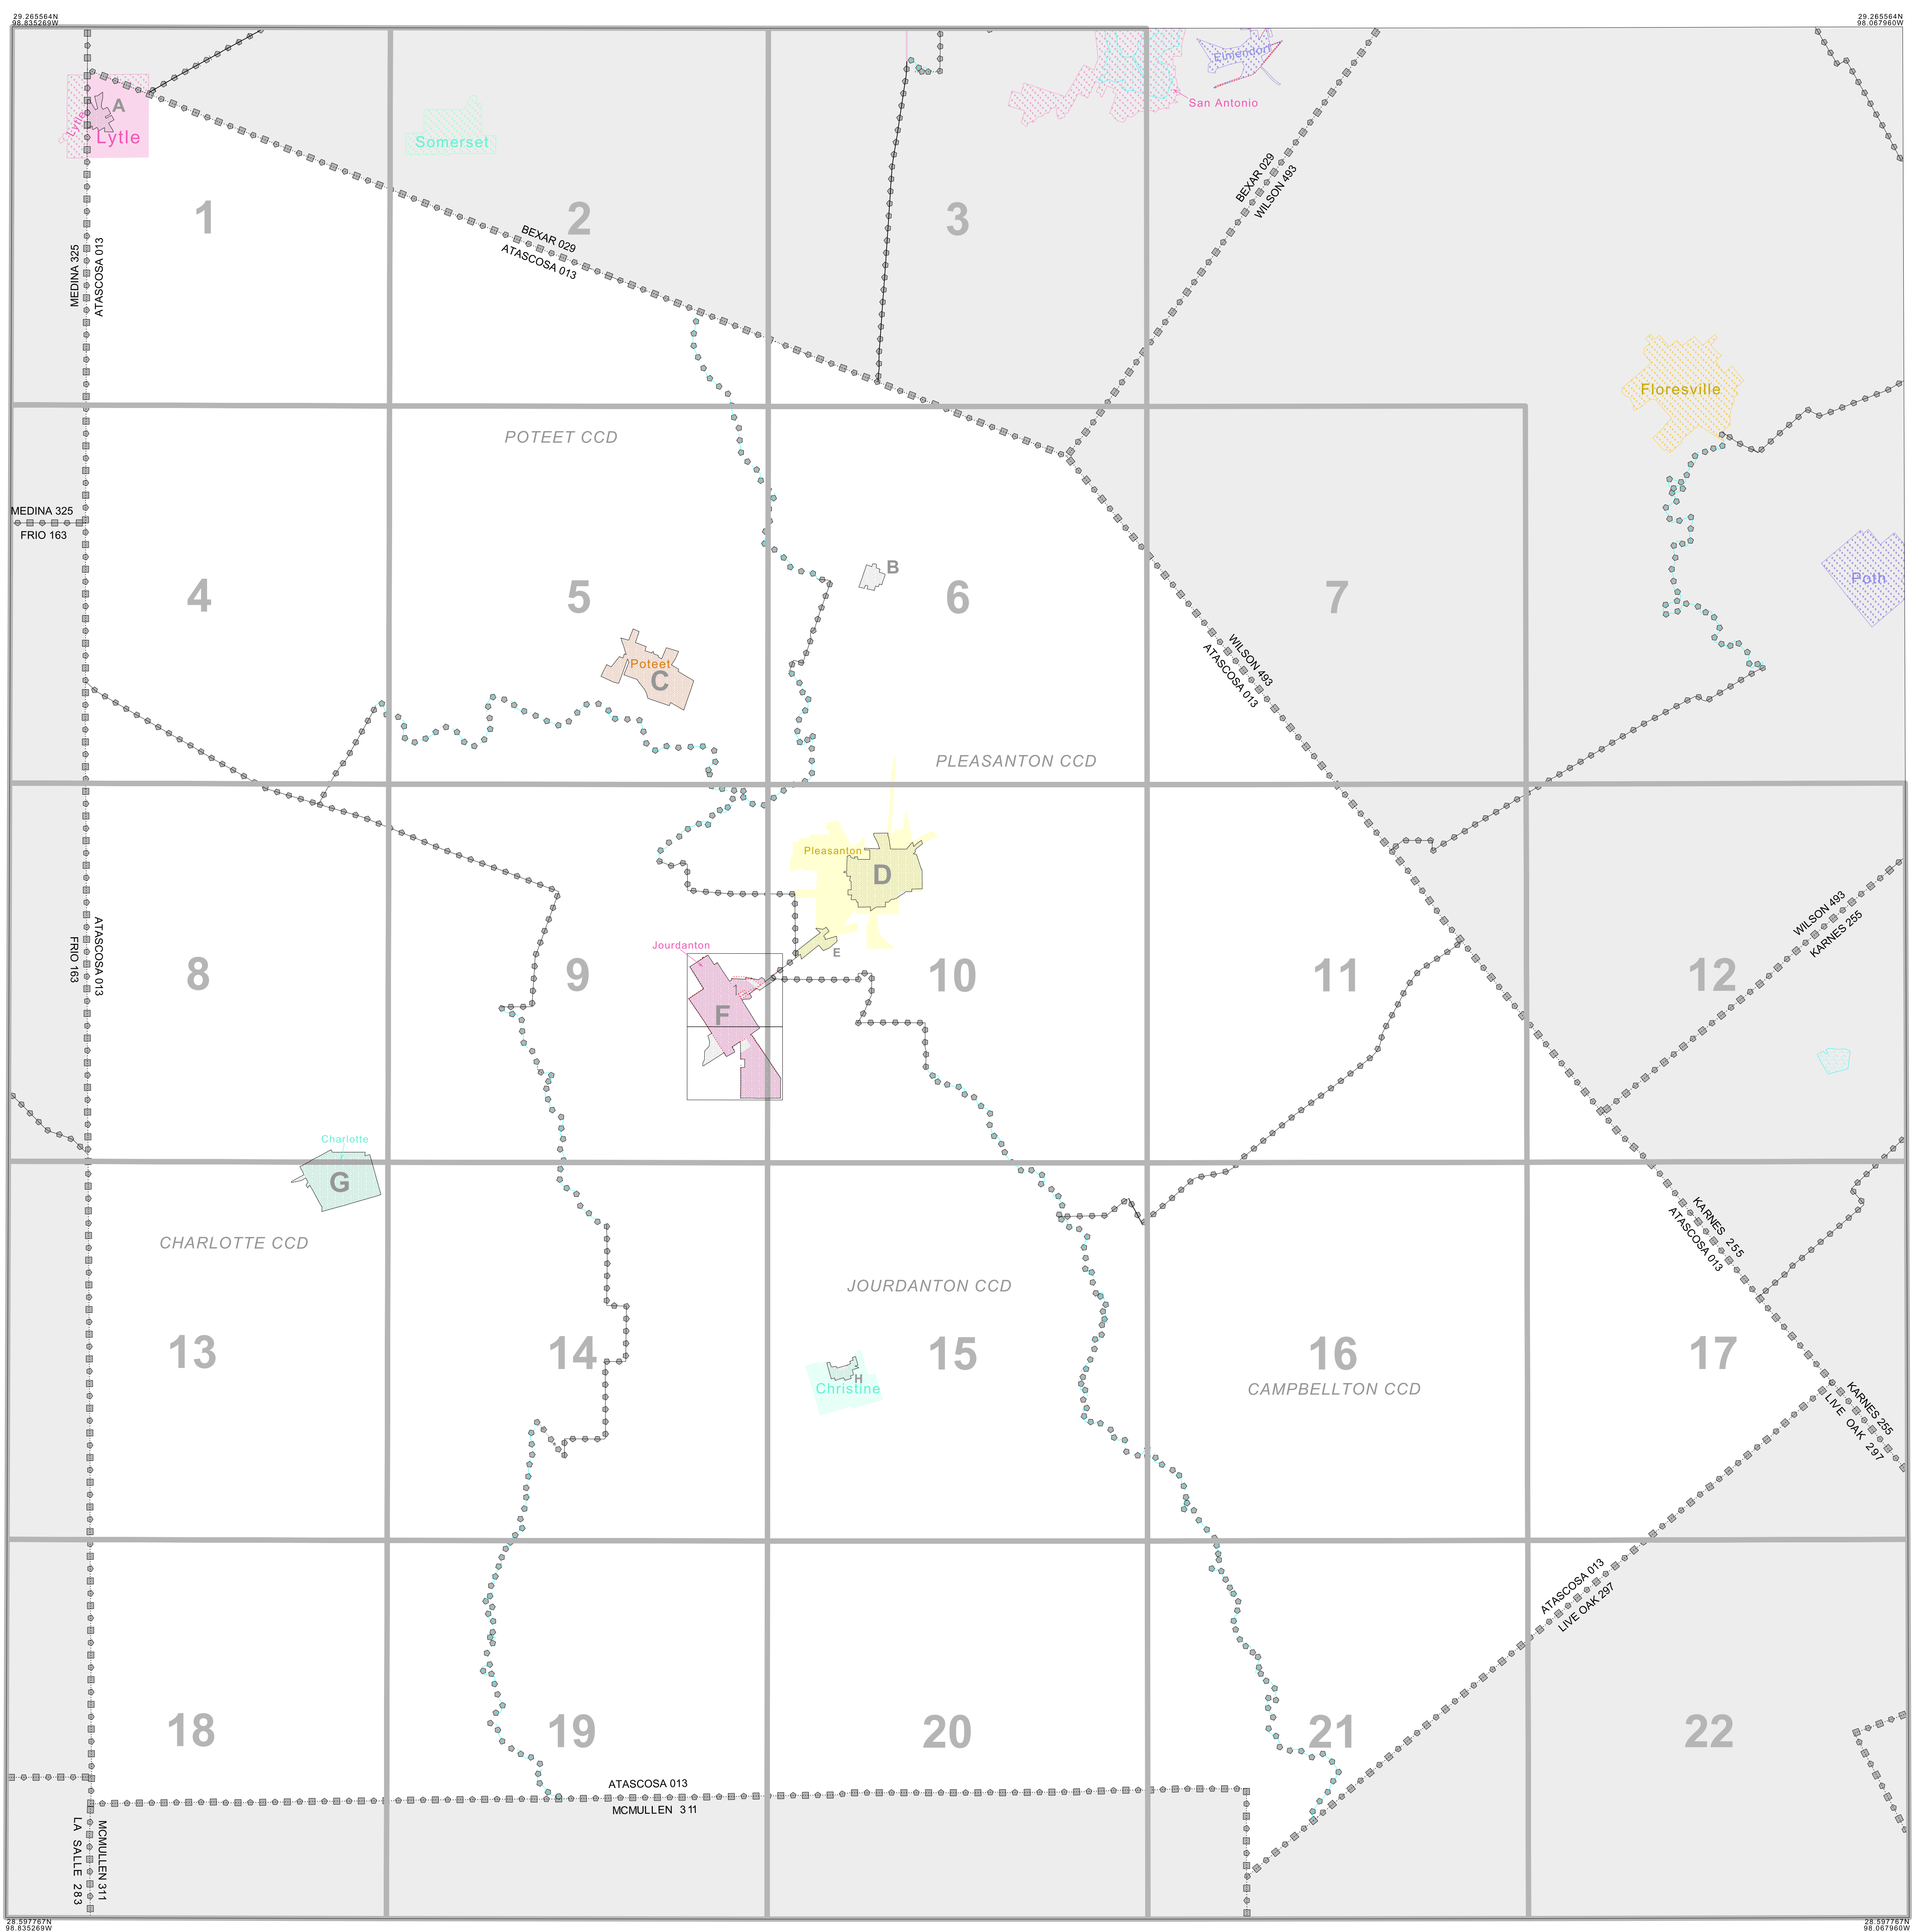 29.265564N
98.835269W
29.265564N
98.067960W
Elmendorf
San Antonio
A
Lytle
Lytle
Somerset
1
2
3
BEXAR 029
WILSON 493
BEXAR 029
ATASCOSA 013
MEDINA 325
ATASCOSA 013
Floresville
POTEET CCD
MEDINA 325
FRIO 163
B
Poth
4
5
6
7
Poteet
C
WILSON 493
ATASCOSA 013
PLEASANTON CCD
Pleasanton
D
WILSON 493
KARNES 255
FRIO 163
ATASCOSA 013
Jourdanton
E
8
9
10
11
12
1
F
Charlotte
G
CHARLOTTE CCD
KARNES 255
ATASCOSA 013
JOURDANTON CCD
13
14
15
16
17
H
Christine
CAMPBELLTON CCD
KARNES 255
LIVE OAK 297
ATASCOSA 013
LIVE OAK 297
18
19
20
21
22
ATASCOSA 013
MCMULLEN 311
LA SALLE 283
MCMULLEN 311
28.597767N
98.835269W
28.597767N
98.067960W